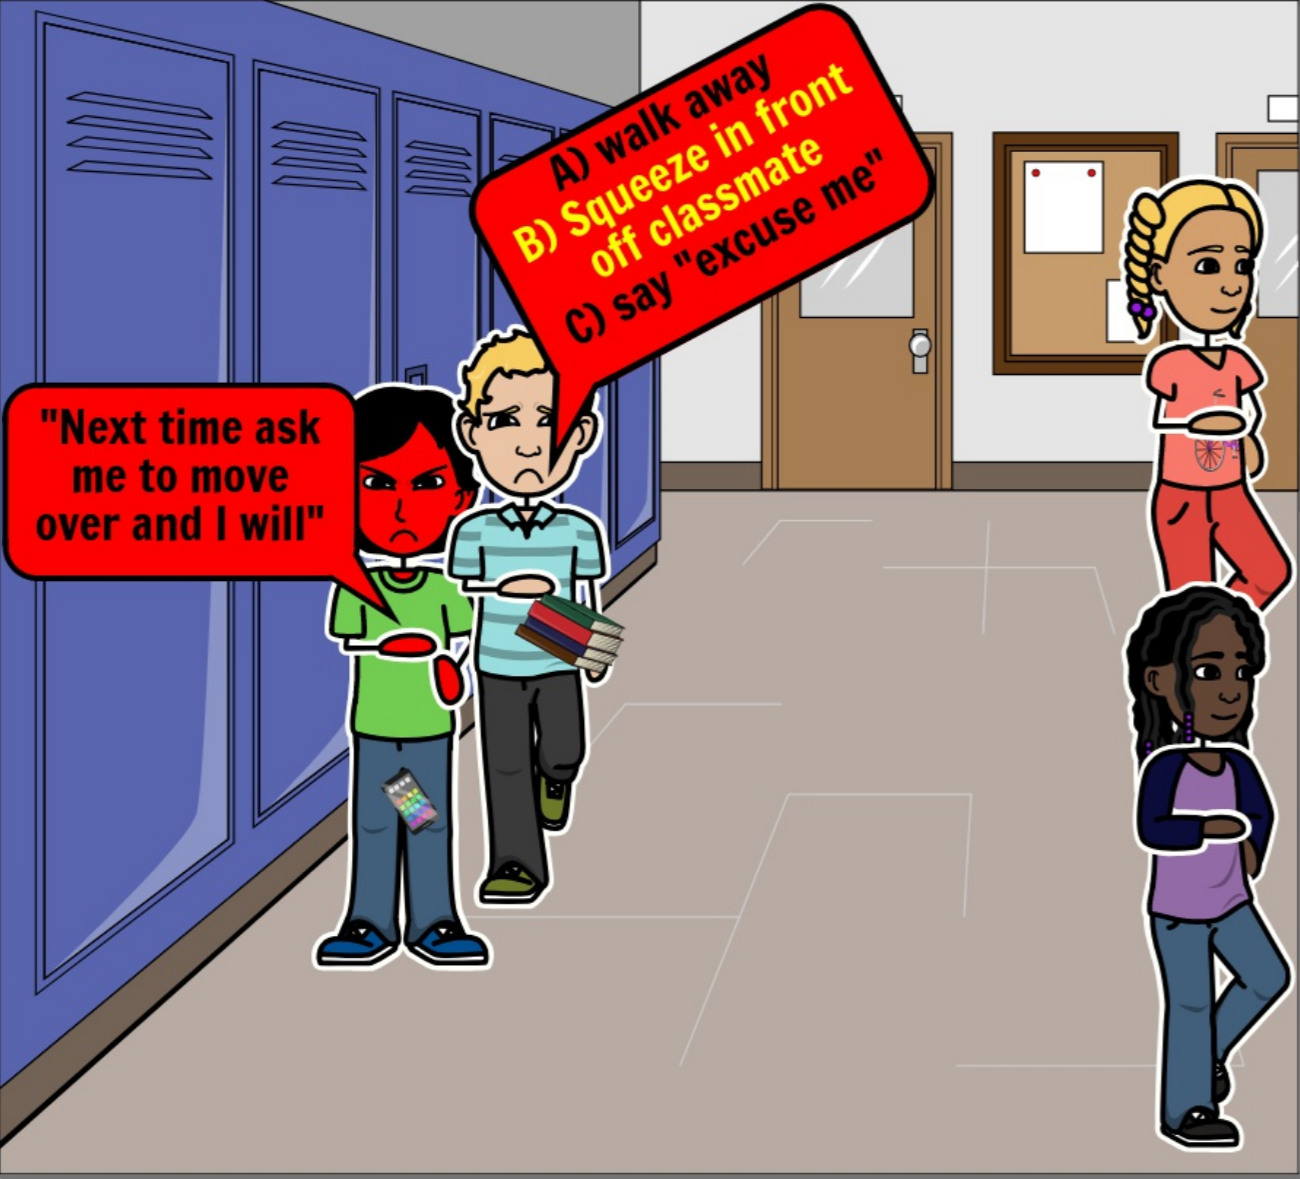 A) walk away
B) Squeeze in front
off classmate
C) say "excuse me"
"Next time ask
me to move
over and I will"